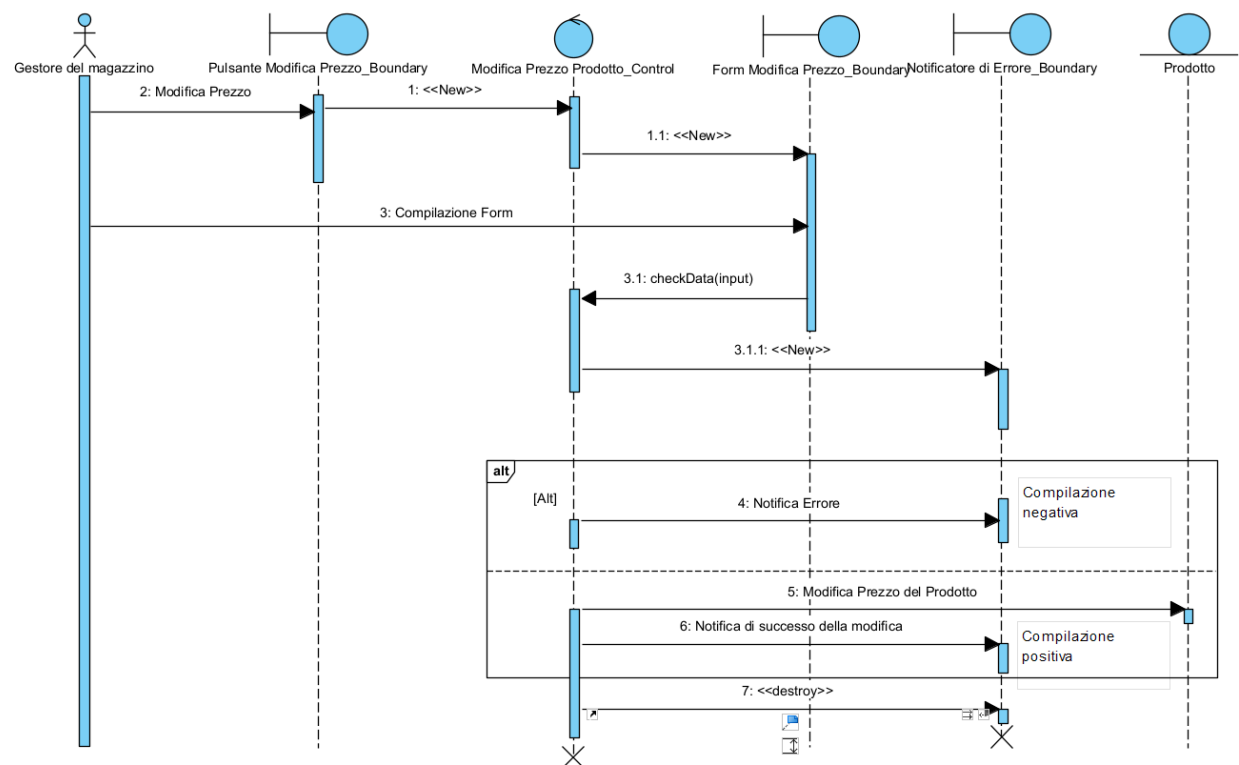 Gestore del magazzino
Pulsante Modifica Prezzo_Boundary
Modifica Prezzo Prodotto_Control
Form Modifica Prezzo_Boundary
Notificatore di Errore_Boundary
Prodotto
2: Modifica Prezzo
1: <<New>>
1.1: <<New>>
3: Compilazione Form
3.1: checkData(input)
3.1.1: <<New>>
alt
[Alt]
4: Notifica Errore
Compilazione
negativa
5: Modifica Prezzo del Prodotto
6: Notifica di successo della modifica
Compilazione
positiva
7: <<destroy>>